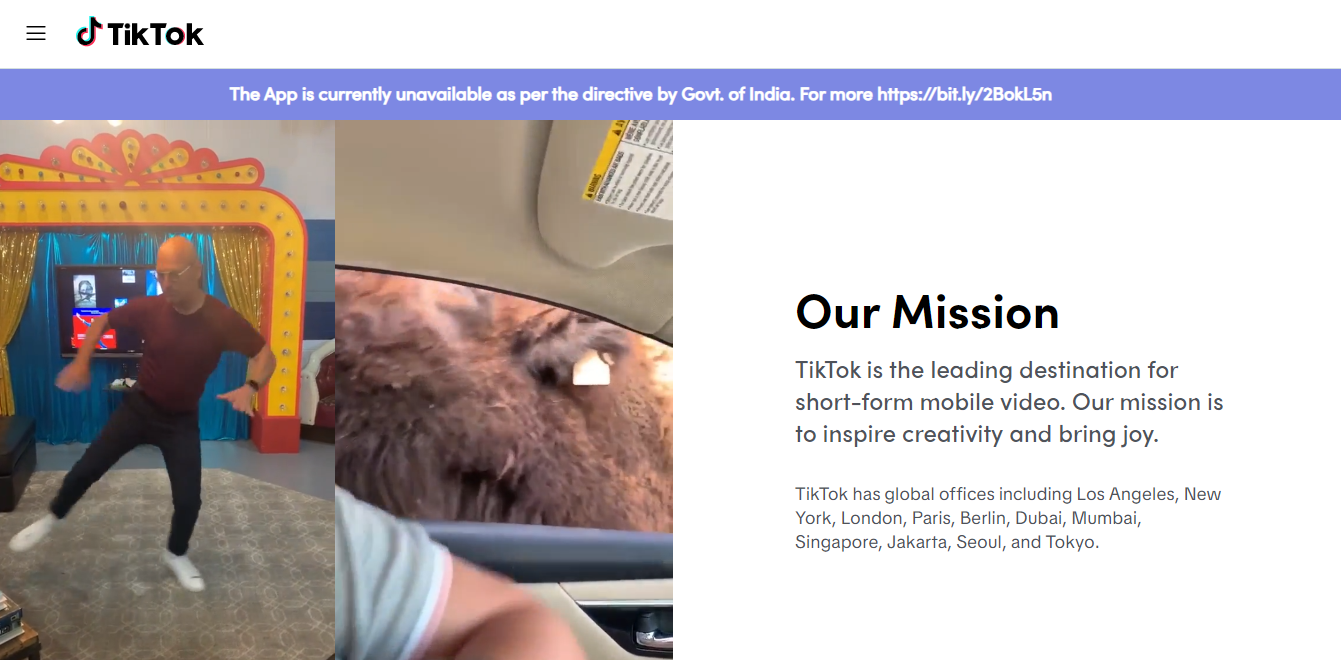 TikTok
The App is currently unavailable as per the directive by Govt. of India. For more https://bit.ly/2BokL5n
WARNING
Our Mission
TikTok is the leading destination for
short-form mobile video. Our mission is
to inspire creativity and bring joy.
TikTok has global offices including Los Angeles, New
York, London, Paris, Berlin, Dubai, Mumbai,
Singapore, Jakarta, Seoul, and Tokyo.